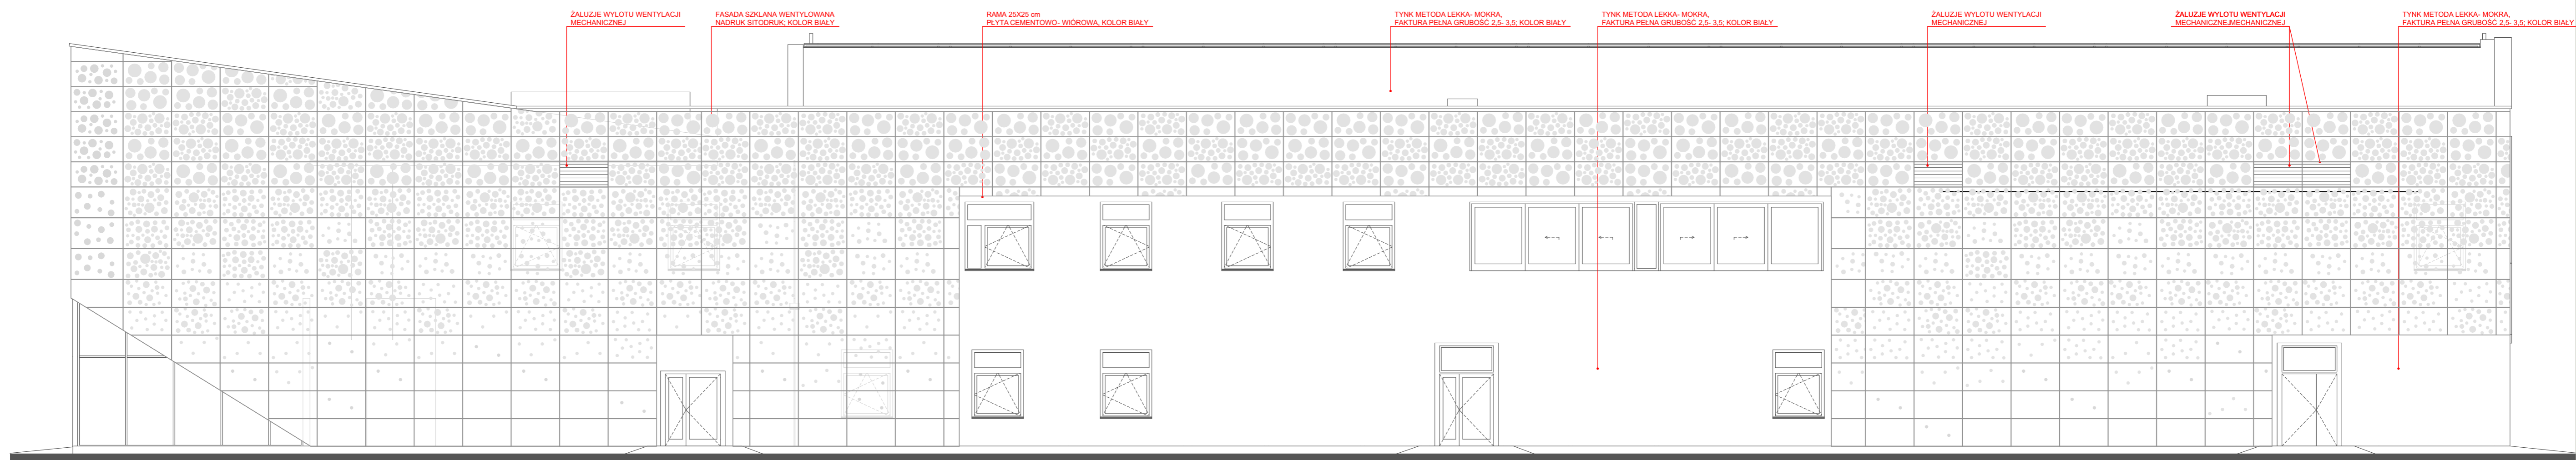 ŻALUZJE WYLOTU WENTYLACJI
MECHANICZNEJ
FASADA SZKLANA WENTYLOWANA
NADRUK SITODRUK; KOLOR BIAŁY
RAMA 25X25 cm
PŁYTA CEMENTOWO- WIÓROWA, KOLOR BIAŁY
TYNK METODA LEKKA- MOKRA,
FAKTURA PEŁNA GRUBOŚĆ 2,5- 3,5; KOLOR BIAŁY
TYNK METODA LEKKA- MOKRA,
FAKTURA PEŁNA GRUBOŚĆ 2,5- 3,5; KOLOR BIAŁY
ŻALUZJE WYLOTU WENTYLACJI
MECHANICZNEJ
ŻALUZJE WYLOTU WENTYLACJI
MECHANICZNEJMECHANICZNEJ
TYNK METODA LEKKA- MOKRA,
FAKTURA PEŁNA GRUBOŚĆ 2,5- 3,5; KOLOR BIAŁY